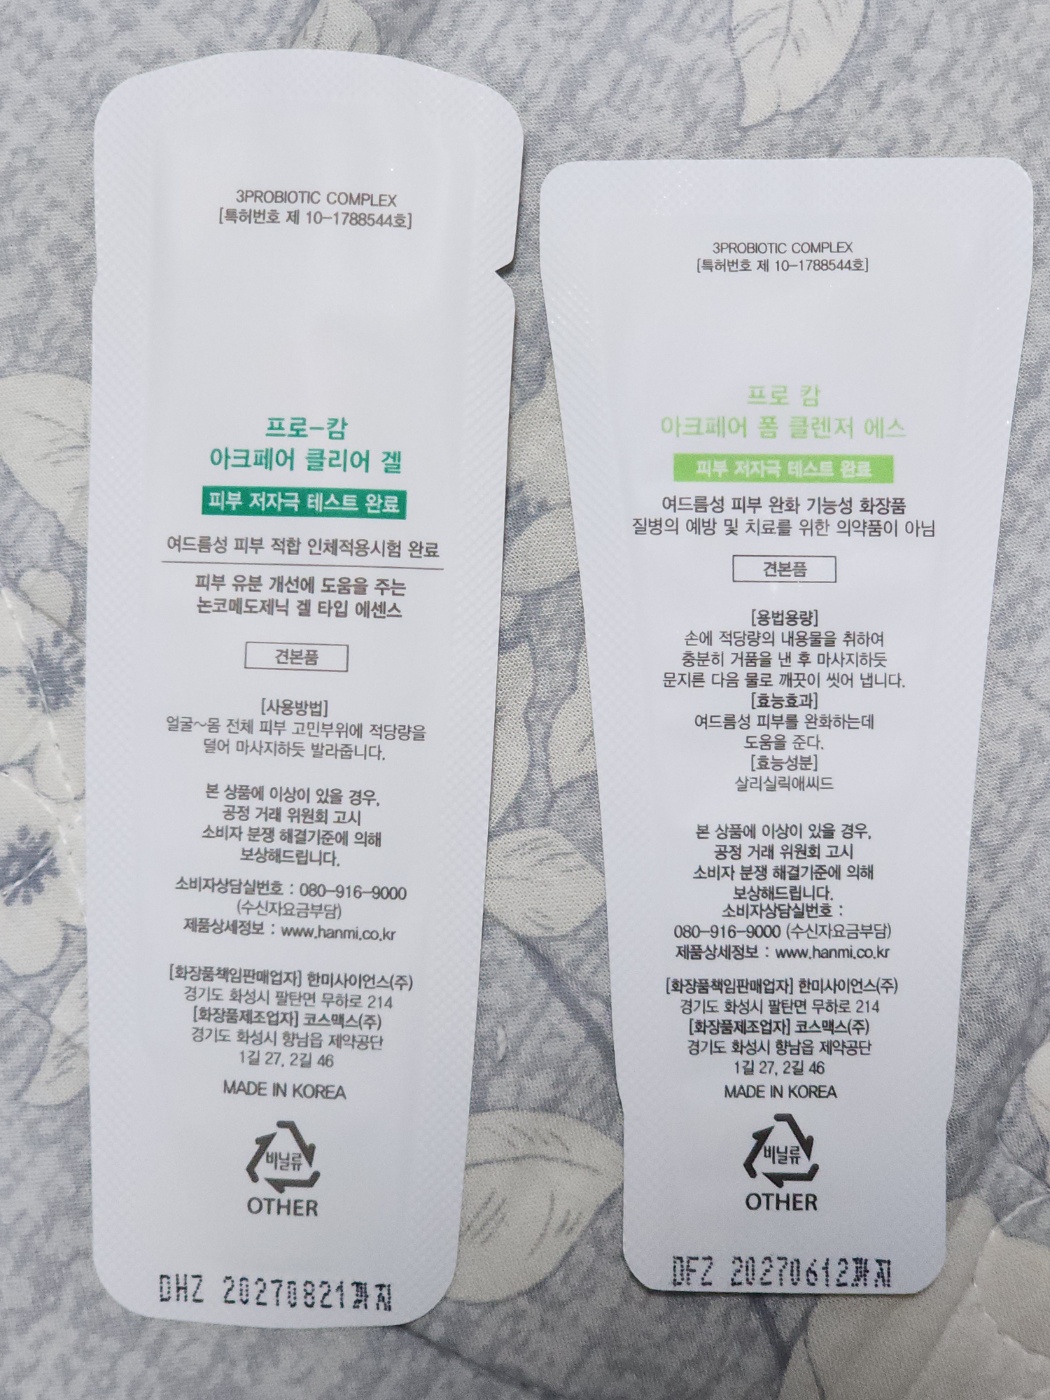 3PROBIOTIC COMPLEX
[특허번호 제 10-1788544호]
프로-캄
아크페어 클리어 겔
피부 저자극 테스트 완료
여드름성 피부 적합 인체적용시험 완료
피부 유분 개선에 도움을 주는
논코메도제닉 겔 타입 에센스
견본품
[사용방법]
얼굴~몸 전체 피부 고민부위에 적당량을
덜어 마사지하듯 발라줍니다.
본 상품에 이상이 있을 경우,
공정 거래 위원회 고시
소비자 분쟁 해결기준에 의해
보상해드립니다.
소비자상담실번호 : 080-916-9000
(수신자요금부담)
제품상세정보 : www.hanmi.co.kr
[화장품책임판매업자] 한미사이언스(주)
경기도 화성시 팔탄면 무하로 214
[화장품제조업자] 코스맥스(주)
경기도 화성시 향남읍 제약공단
1길 27, 2길 46
MADE IN KOREA
비닐류
OTHER
DHZ 20270821까지
3PROBIOTIC COMPLEX
[특허번호 제 10-1788544호]
프로 캄
아크페어 폼 클렌저 에스
피부 저자극 테스트 완료
여드름성 피부 완화 기능성 화장품
질병의 예방 및 치료를 위한 의약품이 아님
견본품
[용법용량]
손에 적당량의 내용물을 취하여
충분히 거품을 낸 후 마사지하듯
문지른 다음 물로 깨끗이 씻어 냅니다.
[효능효과]
여드름성 피부를 완화하는데
도움을 준다.
[효능성분]
살리실릭애씨드
본 상품에 이상이 있을 경우,
공정 거래 위원회 고시
소비자 분쟁 해결기준에 의해
보상해드립니다.
소비자상담실번호 :
080-916-9000 (수신자요금부담)
제품상세정보 : www.hanmi.co.kr
[화장품책임판매업자] 한미사이언스(주)
경기도 화성시 팔탄면 무하로 214
[화장품제조업자] 코스맥스(주)
경기도 화성시 향남읍 제약공단
1길 27, 2길 46
MADE IN KOREA
비닐류
OTHER
DFZ 20270612까지